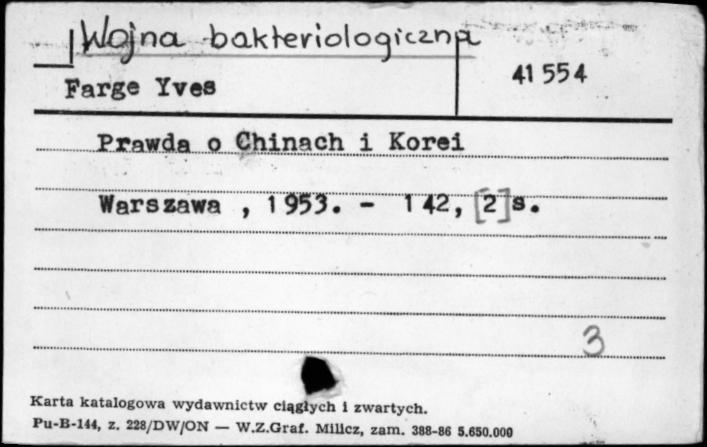 Wojna bakteriologiczna
Farge Yves
41554
Prawda o Chinach i Korei
Warszawa , 1953. - 142, [2]s.
3
Karta katalogowa wydawnictw ciągłych i zwartych.
Pu-B-144, z. 228/DW/ON — W.Z.Graf. Milicz, zam. 388-86 5.650.000